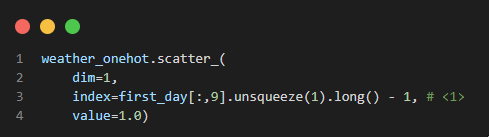 1 weather_onehot.scatter_(
2     dim=1,
3     index=first_day[:,9].unsqueeze(1).long() - 1, # <1>
4     value=1.0)